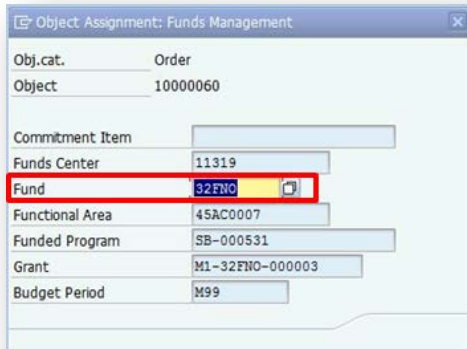 Object Assignment: Funds Management
Obj.cat. Order
Object 10000060
Commitment Item
Funds Center 11319
Fund 32FNO
Functional Area 45AC0007
Funded Program SB-000531
Grant M1-32FNO-000003
Budget Period M99